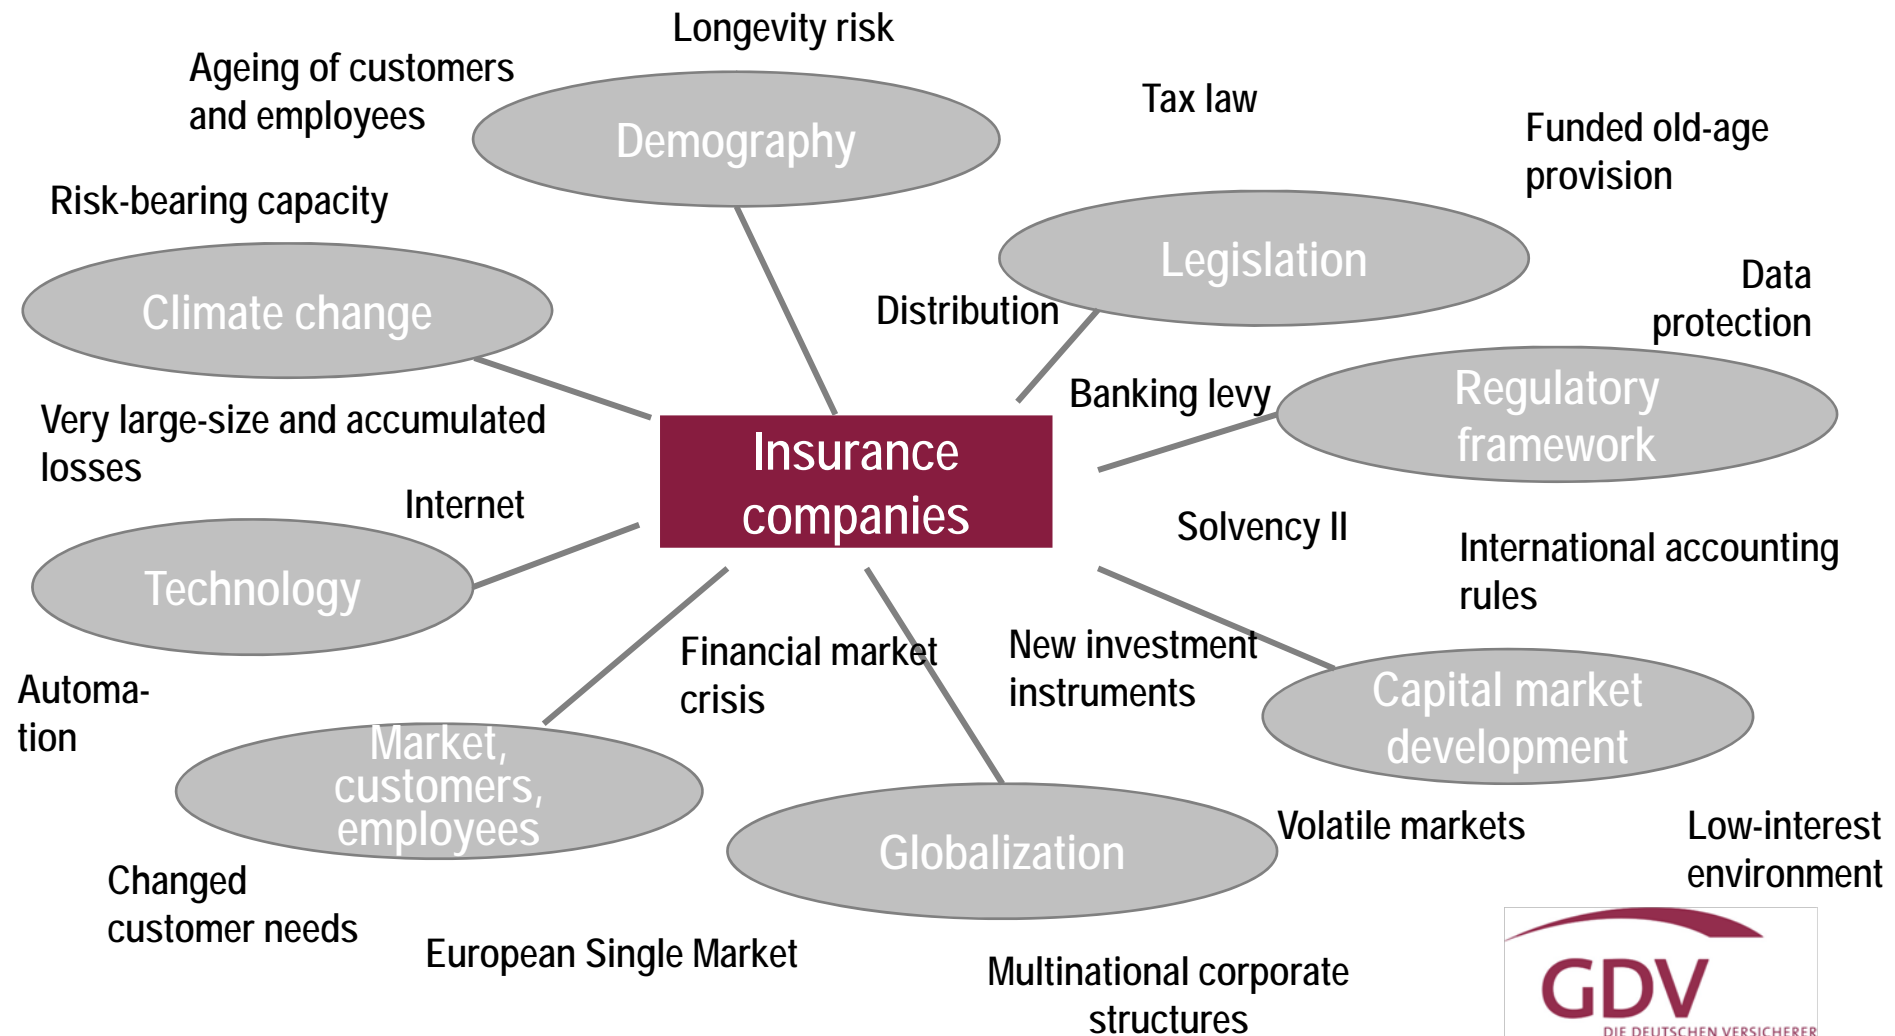 Longevity risk
Ageing of customers
and employees
Demography
Tax law
Funded old-age
provision
Risk-bearing capacity
Legislation
Climate change
Distribution
Data
protection
Banking levy
Regulatory
framework
Very large-size and accumulated
losses
Insurance
companies
Internet
Solvency II
International accounting
rules
Technology
Financial market
crisis
New investment
instruments
Automa-
tion
Capital market
development
Market,
customers,
employees
Globalization
Volatile markets
Low-interest
environment
Changed
customer needs
European Single Market
Multinational corporate
structures
GDV
DIE DEUTSCHEN VERSICHERER